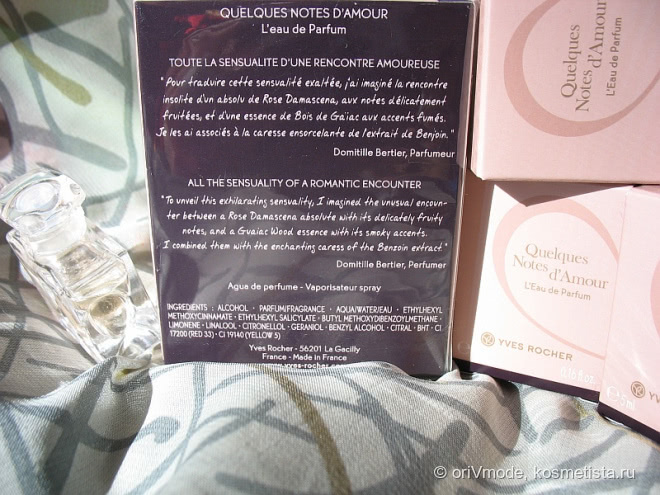 QUELQUES NOTES D'AMOUR
L'eau de Parfum
TOUTE LA SENSUALITE D'UNE RENCONTRE AMOUREUSE
"Pour traduire cette sensualité exaltée, j'ai imaginé la rencontre
insolite d'un absolu de Rose Damascena, aux notes délicatement
fruitées, et d'une essence de Bois de Gaïac aux accents fumés.
Je les ai associés à la caresse ensorcelante de l'extrait de Benjoin."
Domitille Bertier, Parfumeur
ALL THE SENSUALITY OF A ROMANTIC ENCOUNTER
"To unveil this exhilarating sensuality, I imagined the unusual encoun-
ter between a Rose Damascena absolute with its delicately fruity
notes, and a Guaiac Wood essence with its smoky accents.
I combined them with the enchanting caress of the Benzoin extract."
Domitille Bertier, Perfumer
Agua de perfume - Vaporisateur spray
INGREDIENTS : ALCOHOL · PARFUM/FRAGRANCE · AQUA/WATER/EAU · ETHYLHEXYL
METHOXYCINNAMATE · ETHYLHEXYL SALICYLATE · BUTYL METHOXYDIBENZOYLMETHANE ·
LIMONENE · LINALOOL · CITRONELLOL · GERANIOL · BENZYL ALCOHOL · CITRAL · BHT · CI
17200 (RED 33) · CI 19140 (YELLOW 5)
Yves Rocher - 56201 La Gacilly
France - Made in France
www.yves-rocher
Quelques
Notes d'Amour
L'Eau de Parfum
Quelques
Notes d'Amour
L'Eau de Parfum
YVES ROCHER
5ml
YV
© oriVmode, kosmetista.ru